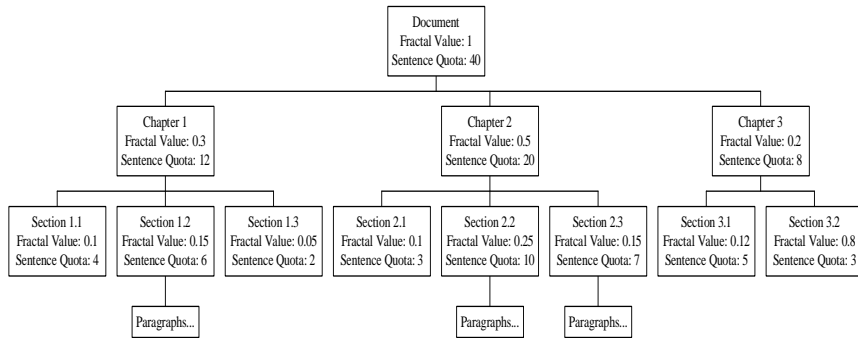 Document
Fractal Value: 1
Sentence Quota: 40
Chapter 1
Fractal Value: 0.3
Sentence Quota: 12
Chapter 2
Fractal Value: 0.5
Sentence Quota: 20
Chapter 3
Fractal Value: 0.2
Sentence Quota: 8
Section 1.1
Fractal Value: 0.1
Sentence Quota: 4
Section 1.2
Fractal Value: 0.15
Sentence Quota: 6
Section 1.3
Fractal Value: 0.05
Sentence Quota: 2
Section 2.1
Fractal Value: 0.1
Sentence Quota: 3
Section 2.2
Fractal Value: 0.25
Sentence Quota: 10
Section 2.3
Fratcal Value: 0.15
Sentence Quota: 7
Section 3.1
Fractal Value: 0.12
Sentence Quota: 5
Section 3.2
Fractal Value: 0.8
Sentence Quota: 3
Paragraphs...
Paragraphs...
Paragraphs...